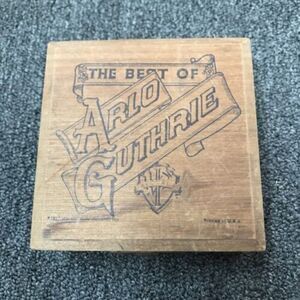 THE BEST OF
ARLO
GUTHRIE